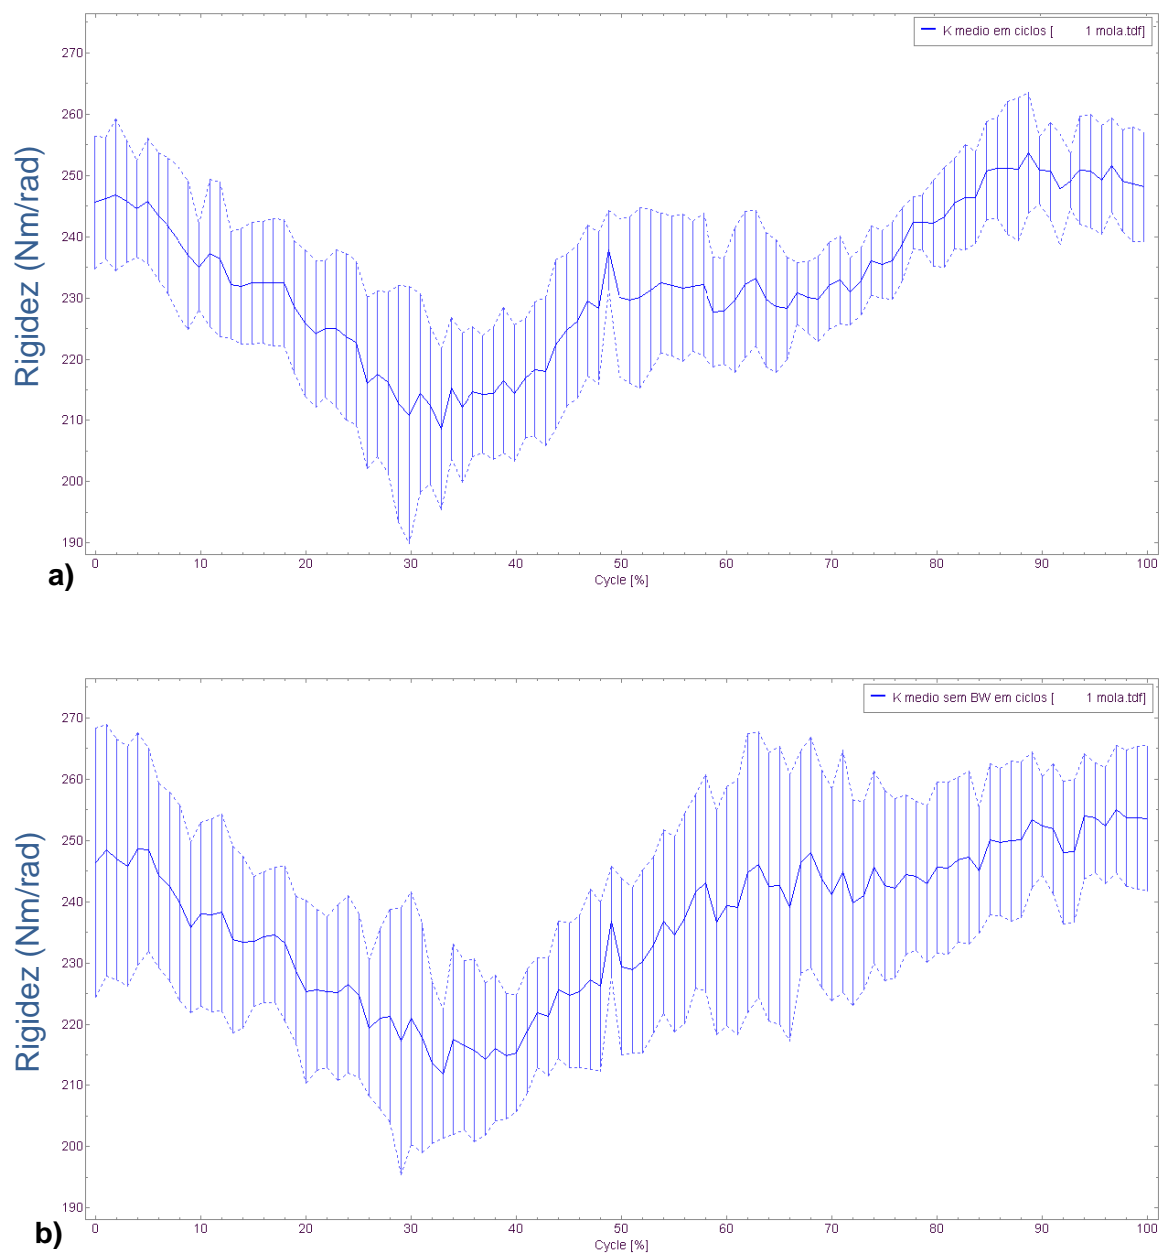 K medio em ciclos [ 1 mola.tdf]
270
260
250
240
230
220
210
200
190
Rigidez (Nm/rad)
0 10 20 30 40 50 60 70 80 90 100
Cycle [%]
a)
K medio sem BW em ciclos [ 1 mola.tdf]
270
260
250
240
230
220
210
200
190
Rigidez (Nm/rad)
0 10 20 30 40 50 60 70 80 90 100
Cycle [%]
b)